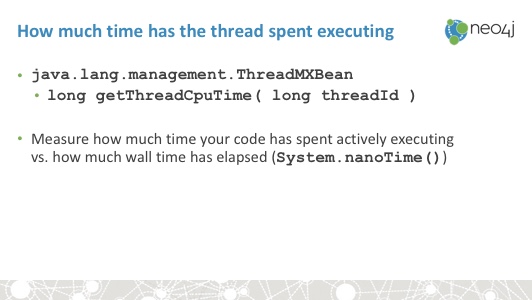 How much time has the thread spent executing
neo4j
• java.lang.management.ThreadMXBean
• long getThreadCpuTime( long threadId )
• Measure how much time your code has spent actively executing
vs. how much wall time has elapsed (System.nanoTime())